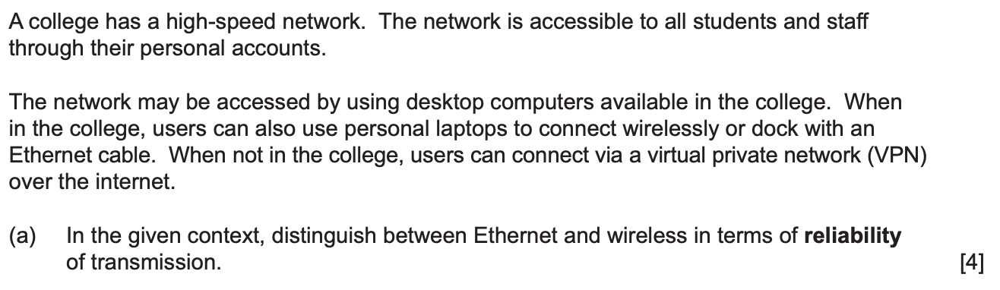 A college has a high-speed network. The network is accessible to all students and staff
through their personal accounts.
The network may be accessed by using desktop computers available in the college. When
in the college, users can also use personal laptops to connect wirelessly or dock with an
Ethernet cable. When not in the college, users can connect via a virtual private network (VPN)
over the internet.
(a) In the given context, distinguish between Ethernet and wireless in terms of reliability
of transmission. [4]